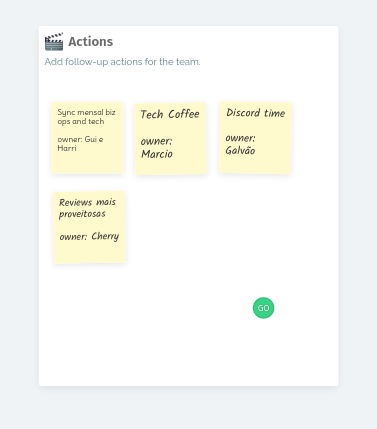 Actions
Add follow-up actions for the team.
Sync mensal biz
ops and tech
owner: Gui e
Harri
Tech Coffee
owner:
Marcio
Discord time
owner:
Galvão
Reviews mais
proveitosas
owner: Cherry
GO